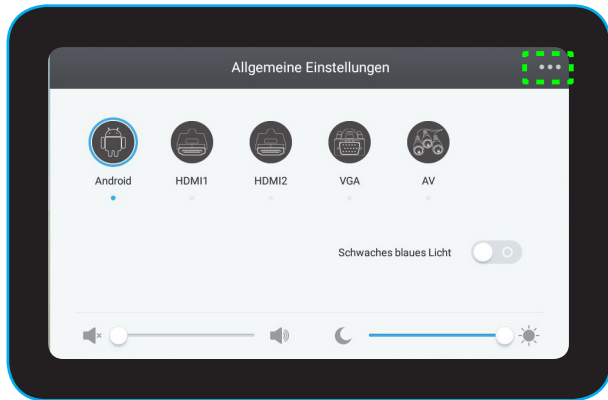 Allgemeine Einstellungen
Android HDMI1 HDMI2 VGA AV
Schwaches blaues Licht